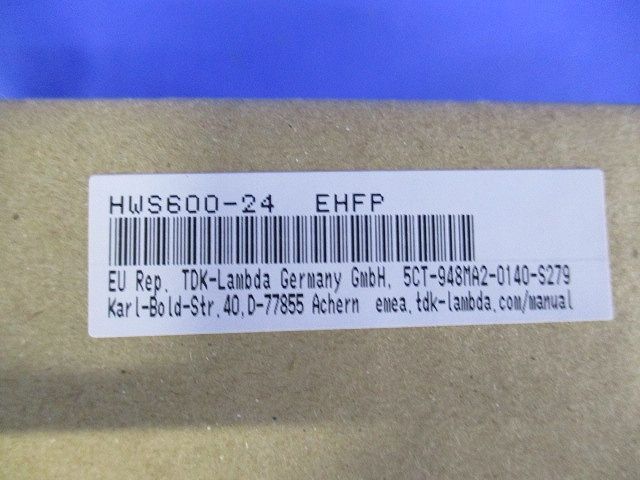 HWS600-24 EHFP
EU Rep. TDK-Lambda Germany GmbH, 5CT-948MA2-0140-S279
Karl-Bold-Str.40,D-77855 Achern emea.tdk-lambda.com/manual